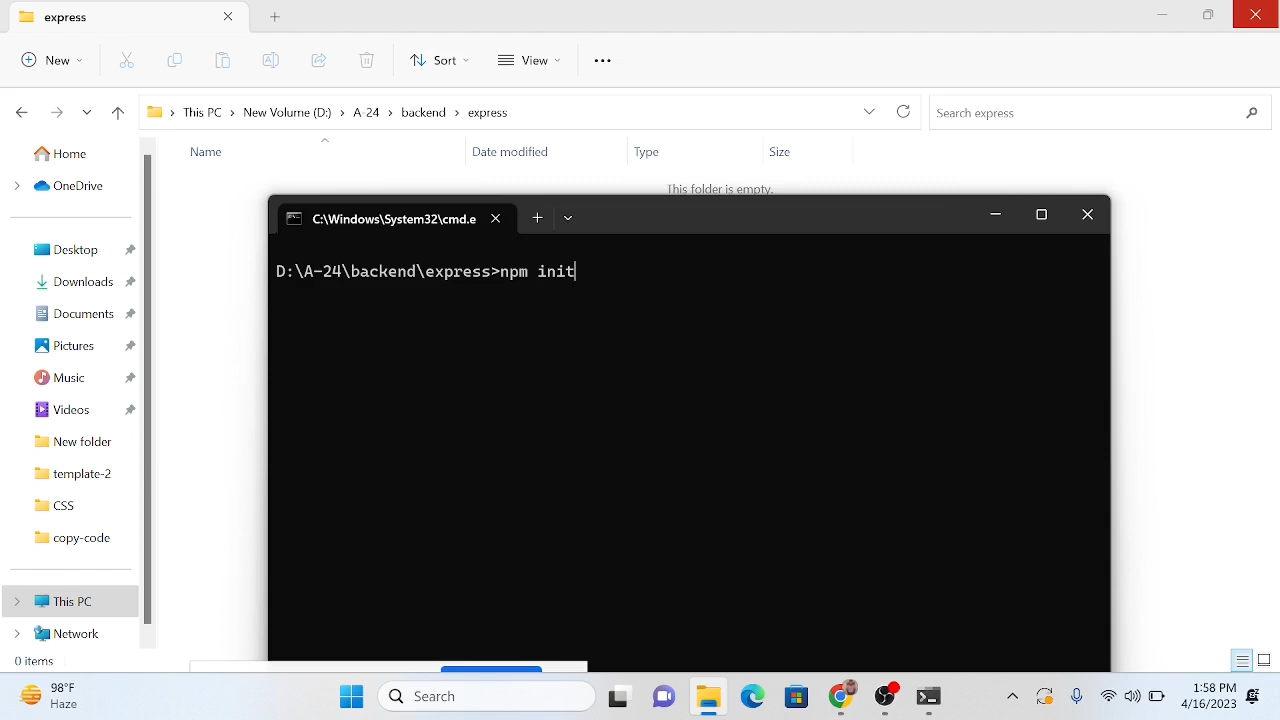 express
New
Sort
View
This PC
New Volume (D:)
A-24
backend
express
Search express
Home
OneDrive
Desktop
Downloads
Documents
Pictures
Music
Videos
New folder
template-2
CSS
copy-code
This PC
Network
0 items
Name
Date modified
Type
Size
This folder is empty.
C:\Windows\System32\cmd.e
D:\A-24\backend\express>npm init
98°F
Haze
Search
1:58 PM
4/16/2023